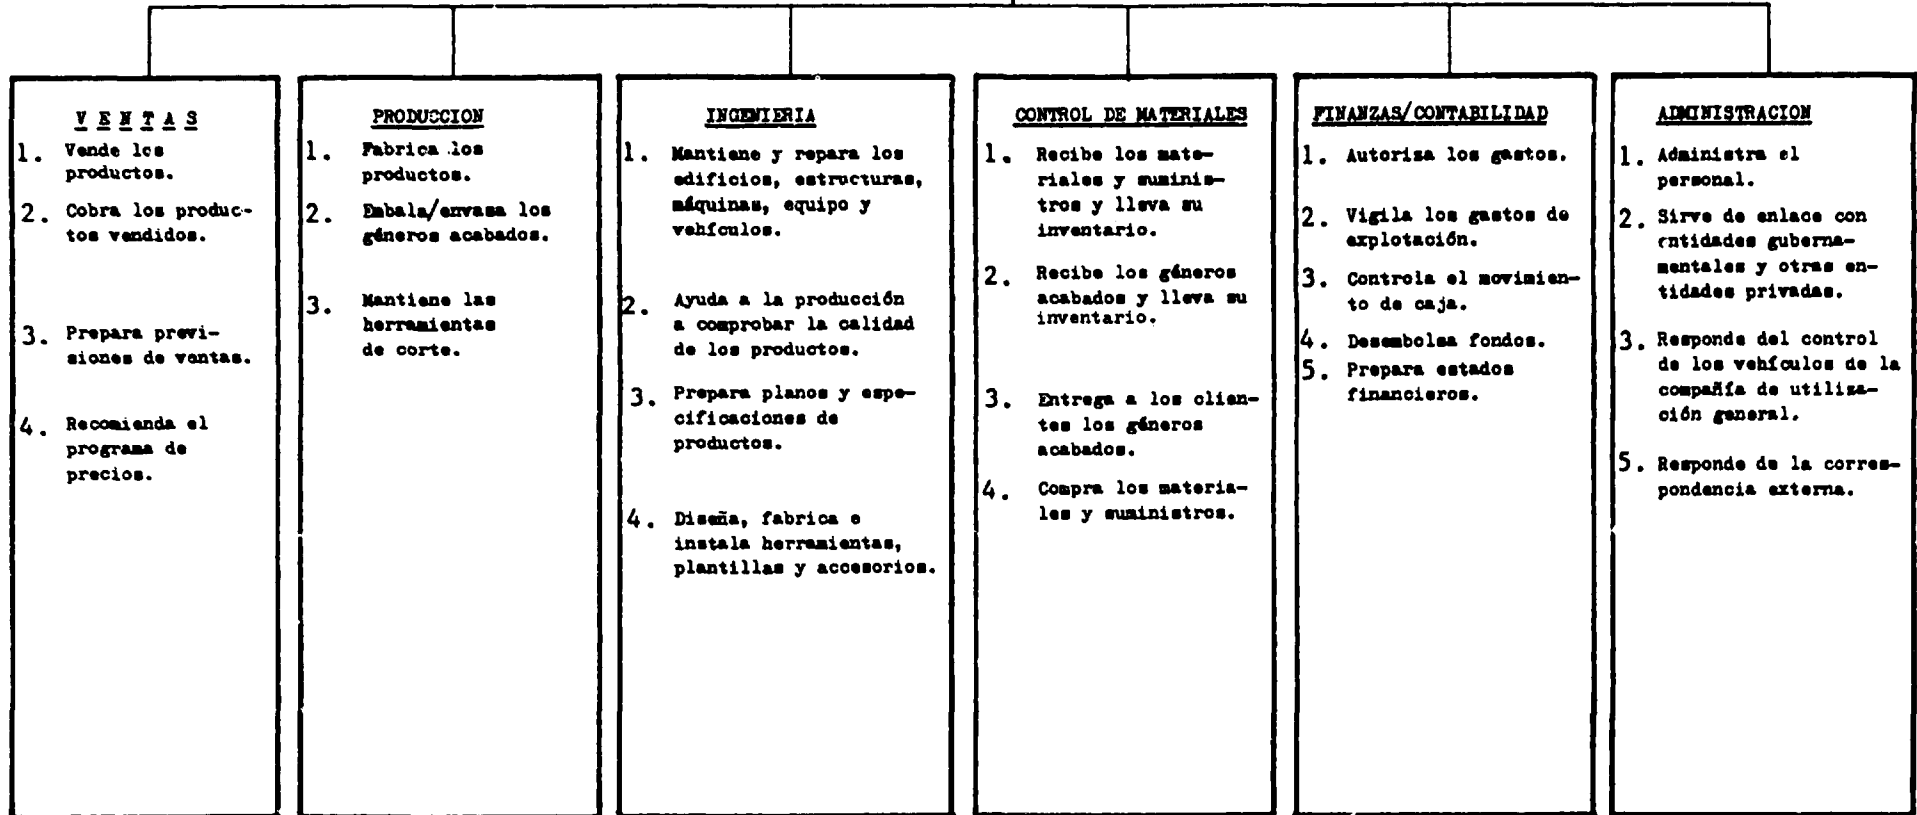 V E N T A S
1. Vende los
productos.
2. Cobra los produc-
tos vendidos.
3. Prepara previ-
siones de ventas.
4. Recomienda el
programa de
precios.
PRODUCCION
1. Fabrica los
productos.
2. Embala/envasa los
géneros acabados.
3. Mantiene las
herramientas
de corte.
INGENIERIA
1. Mantiene y repara los
edificios, estructuras,
máquinas, equipo y
vehículos.
2. Ayuda a la producción
a comprobar la calidad
de los productos.
3. Prepara planos y espe-
cificaciones de
productos.
4. Diseña, fabrica e
instala herramientas,
plantillas y accesorios.
CONTROL DE MATERIALES
1. Recibe los mate-
riales y suminis-
tros y lleva su
inventario.
2. Recibe los géneros
acabados y lleva su
inventario.
3. Entrega a los clien-
tes los géneros
acabados.
4. Compra los materia-
les y suministros.
FINANZAS/CONTABILIDAD
1. Autoriza los gastos.
2. Vigila los gastos de
explotación.
3. Controla el movimien-
to de caja.
4. Desembolsa fondos.
5. Prepara estados
financieros.
ADMINISTRACION
1. Administra el
personal.
2. Sirve de enlace con
entidades guberna-
mentales y otras en-
tidades privadas.
3. Responde del control
de los vehículos de la
compañía de utiliza-
ción general.
5. Responde de la corres-
pondencia externa.